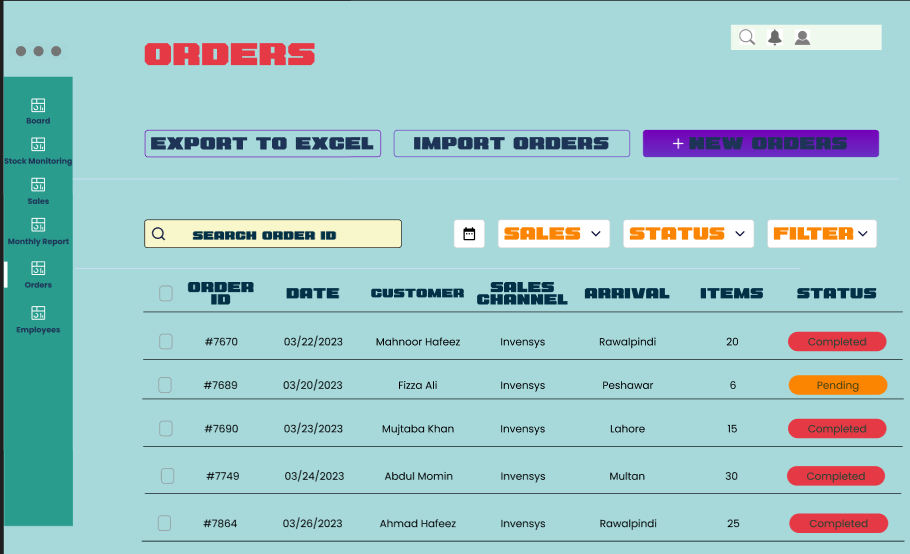 ORDERS
Board
Stock Monitoring
Sales
Monthly Report
Orders
Employees
EXPORT TO EXCEL
IMPORT ORDERS
+ NEW ORDERS
SEARCH ORDER ID
SALES
STATUS
FILTER
ORDER ID DATE CUSTOMER SALES CHANNEL ARRIVAL ITEMS STATUS
#7670 03/22/2023 Mahnoor Hafeez Invensys Rawalpindi 20 Completed
#7689 03/20/2023 Fizza Ali Invensys Peshawar 6 Pending
#7690 03/23/2023 Mujtaba Khan Invensys Lahore 15 Completed
#7749 03/24/2023 Abdul Momin Invensys Multan 30 Completed
#7864 03/26/2023 Ahmad Hafeez Invensys Rawalpindi 25 Completed